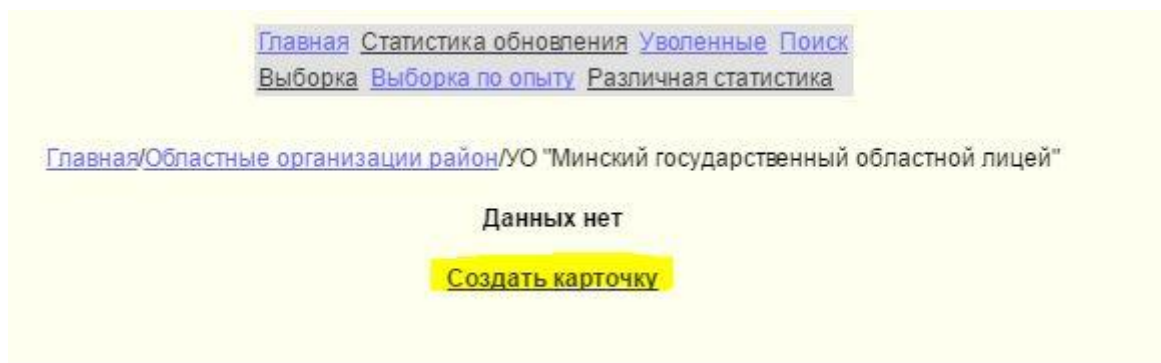 Главная Статистика обновления Уволенные Поиск
Выборка Выборка по опыту Различная статистика
Главная/Областные организации район/УО "Минский государственный областной лицей"
Данных нет
Создать карточку